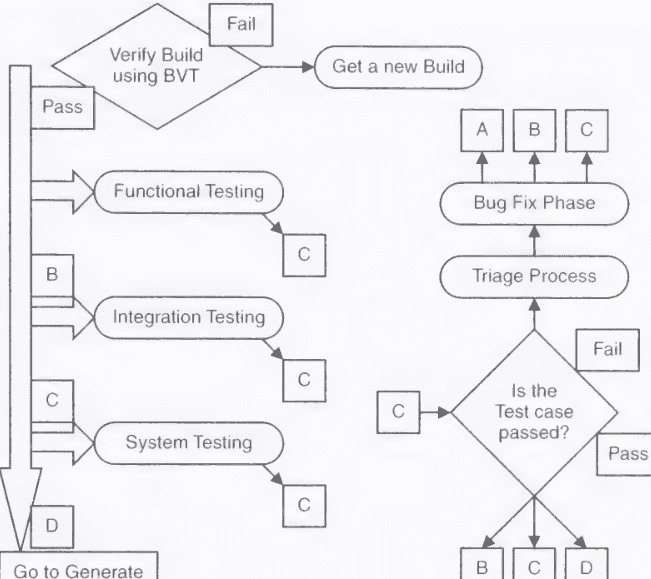 Verify Build
using BVT
Fail
Get a new Build
Pass
Functional Testing
C
B
Integration Testing
C
C
System Testing
C
D
Go to Generate
A B C
Bug Fix Phase
Triage Process
Fail
C
Is the
Test case
passed?
Pass
B C D